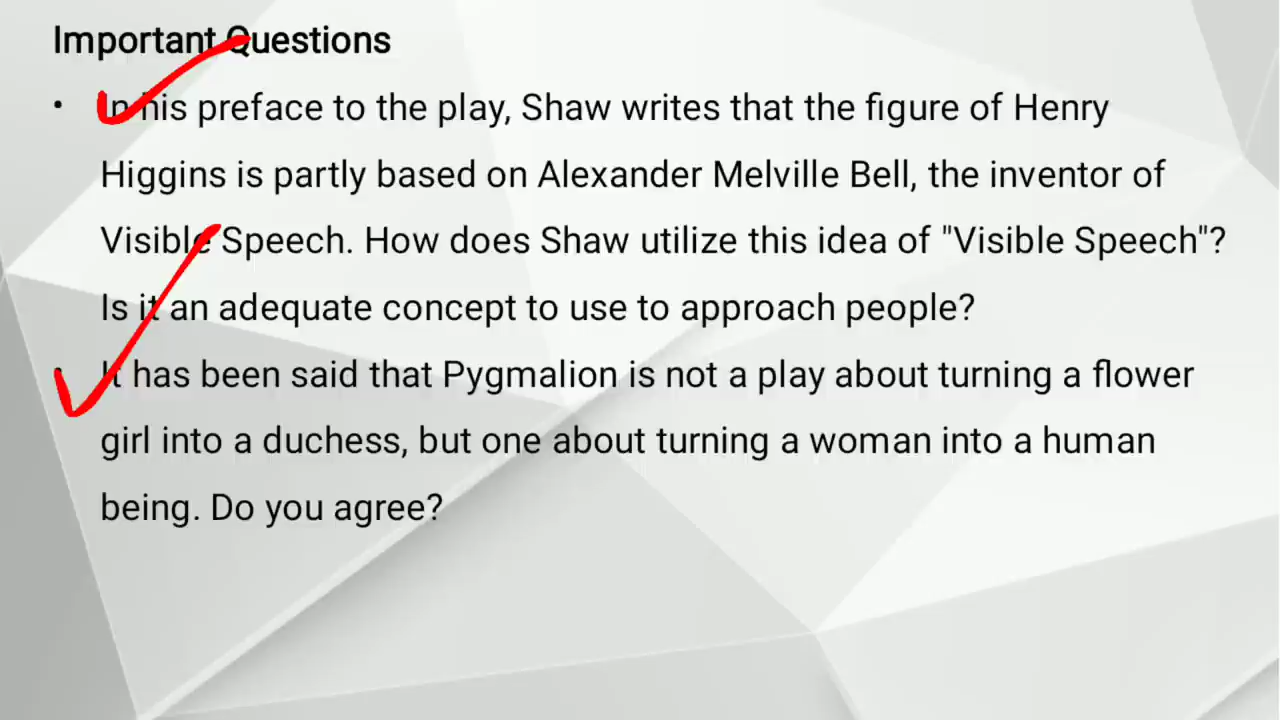 Important Questions
• In his preface to the play, Shaw writes that the figure of Henry
Higgins is partly based on Alexander Melville Bell, the inventor of
Visible Speech. How does Shaw utilize this idea of "Visible Speech"?
Is it an adequate concept to use to approach people?
• It has been said that Pygmalion is not a play about turning a flower
girl into a duchess, but one about turning a woman into a human
being. Do you agree?